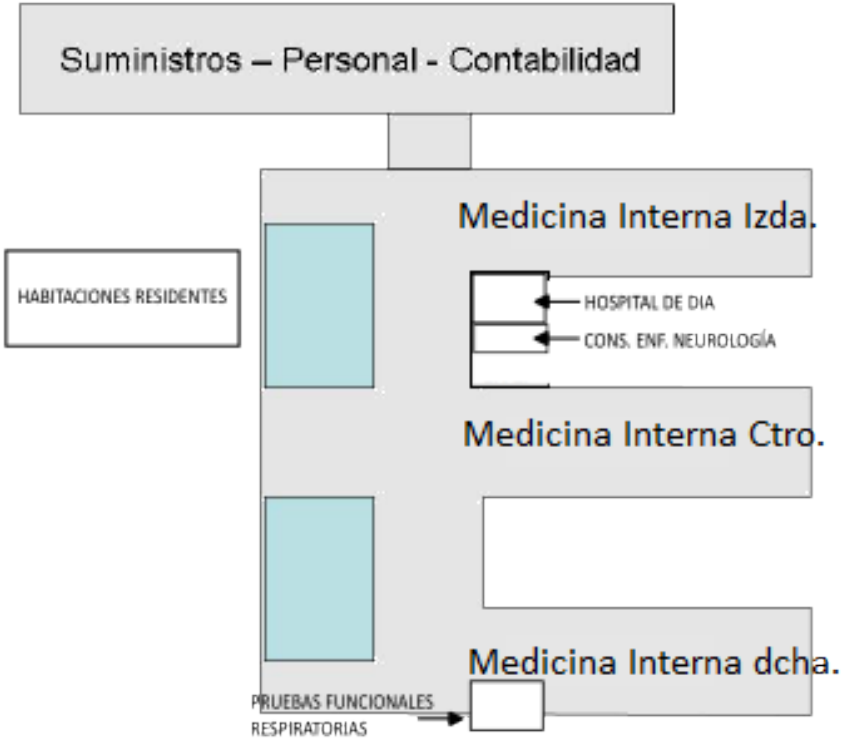 Suministros – Personal - Contabilidad
Medicina Interna Izda.
HABITACIONES RESIDENTES
HOSPITAL DE DIA
CONS. ENF. NEUROLOGÍA
Medicina Interna Ctro.
Medicina Interna dcha.
PRUEBAS FUNCIONALES
RESPIRATORIAS